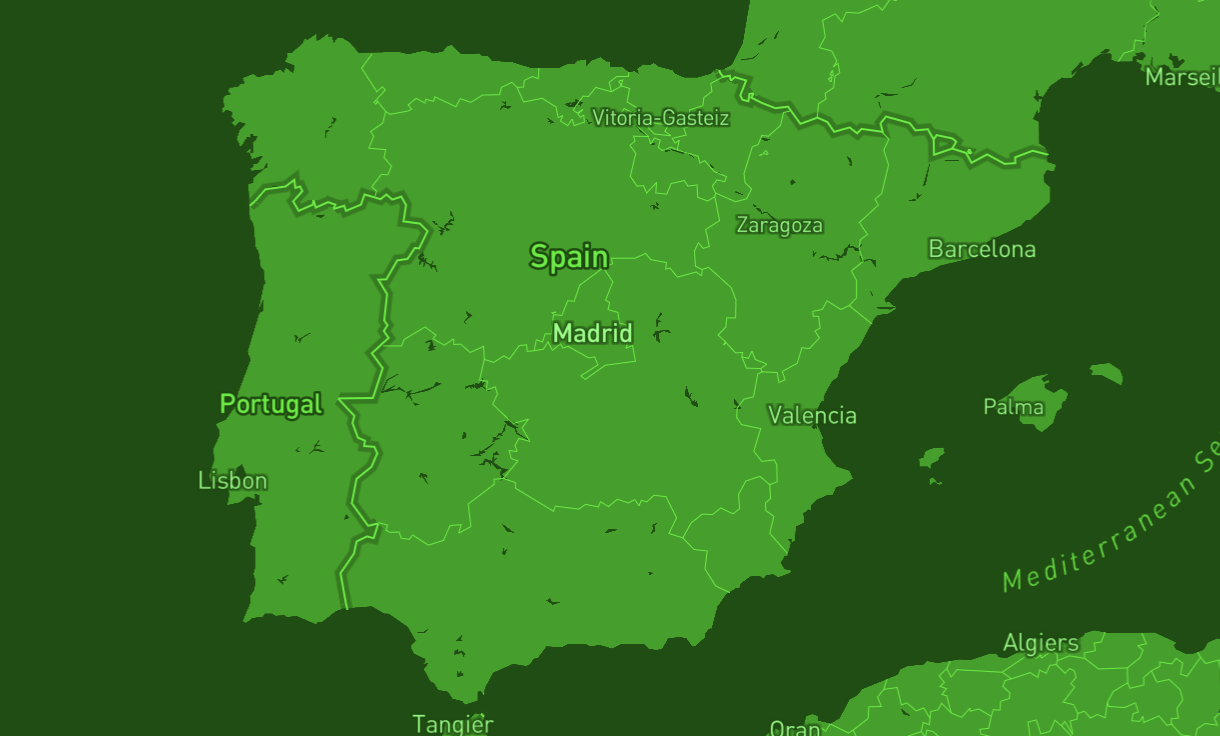 Marseil
Vitoria-Gasteiz
Zaragoza
Barcelona
Spain
Madrid
Portugal
Valencia
Palma
Lisbon
Mediterranean Se
Algiers
Tangier
Oran